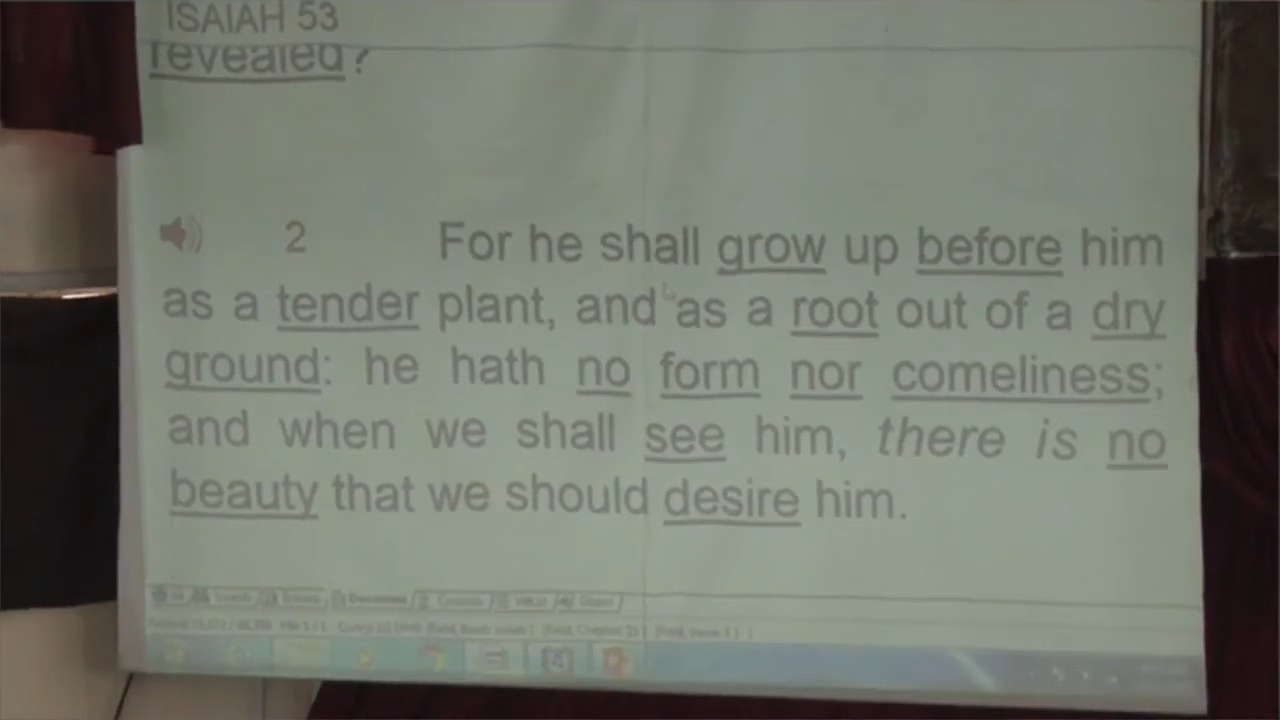 ISAIAH 53
revealed?
2 For he shall grow up before him
as a tender plant, and as a root out of a dry
ground: he hath no form nor comeliness;
and when we shall see him, there is no
beauty that we should desire him.